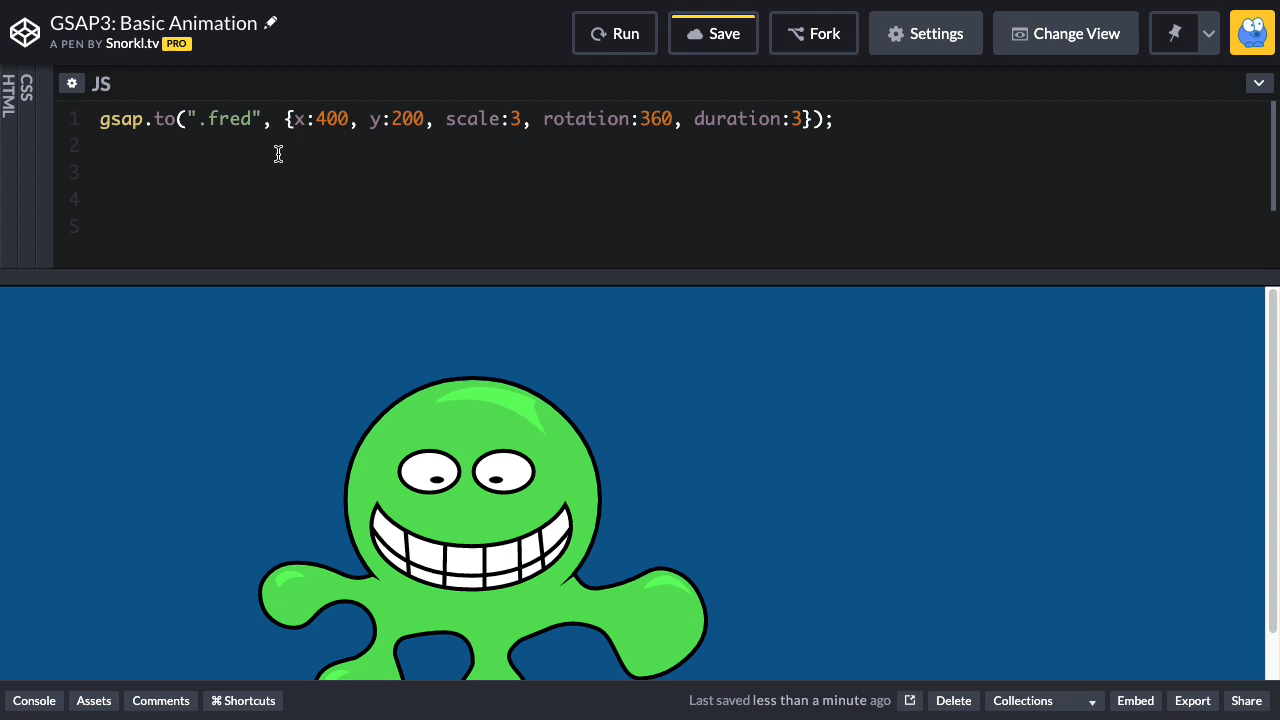 GSAP3: Basic Animation
A PEN BY Snorkl.tv PRO
Run
Save
Fork
Settings
Change View
HTML
CSS
JS
1 gsap.to(".fred", {x:400, y:200, scale:3, rotation:360, duration:3});
2
3
4
5
Console
Assets
Comments
⌘ Shortcuts
Last saved less than a minute ago
Delete
Collections
Embed
Export
Share